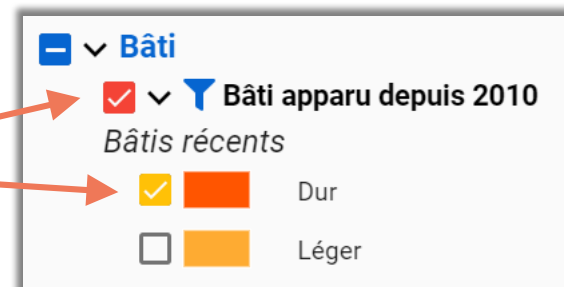 Bâti
Bâti apparu depuis 2010
Bâtis récents
Dur
Léger